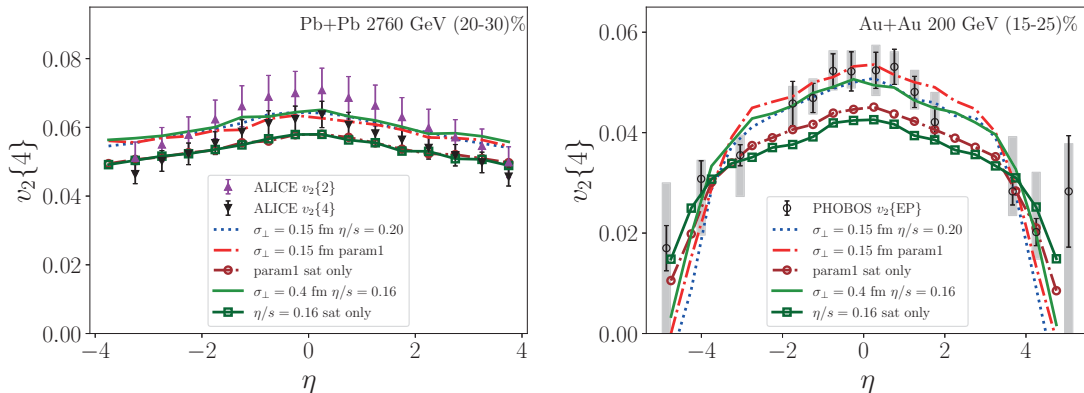 Pb+Pb 2760 GeV (20-30)%
v₂{4}
0.08
0.06
0.04
0.02
0.00
ALICE v₂{2}
ALICE v₂{4}
σ⊥ = 0.15 fm η/s = 0.20
σ⊥ = 0.15 fm param1
param1 sat only
σ⊥ = 0.4 fm η/s = 0.16
η/s = 0.16 sat only
−4 −2 0 2 4
η
Au+Au 200 GeV (15-25)%
v₂{4}
0.06
0.04
0.02
0.00
PHOBOS v₂{EP}
σ⊥ = 0.15 fm η/s = 0.20
σ⊥ = 0.15 fm param1
param1 sat only
σ⊥ = 0.4 fm η/s = 0.16
η/s = 0.16 sat only
−4 −2 0 2 4
η